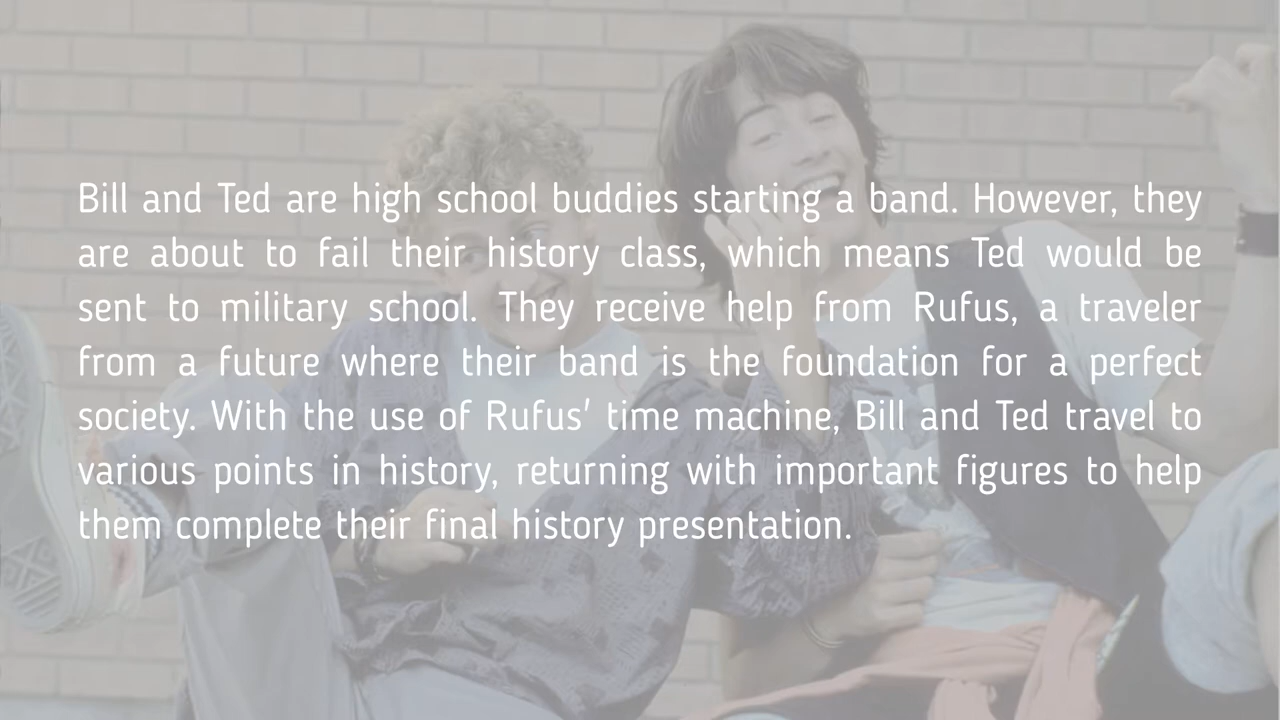 Bill and Ted are high school buddies starting a band. However, they
are about to fail their history class, which means Ted would be
sent to military school. They receive help from Rufus, a traveler
from a future where their band is the foundation for a perfect
society. With the use of Rufus' time machine, Bill and Ted travel to
various points in history, returning with important figures to help
them complete their final history presentation.